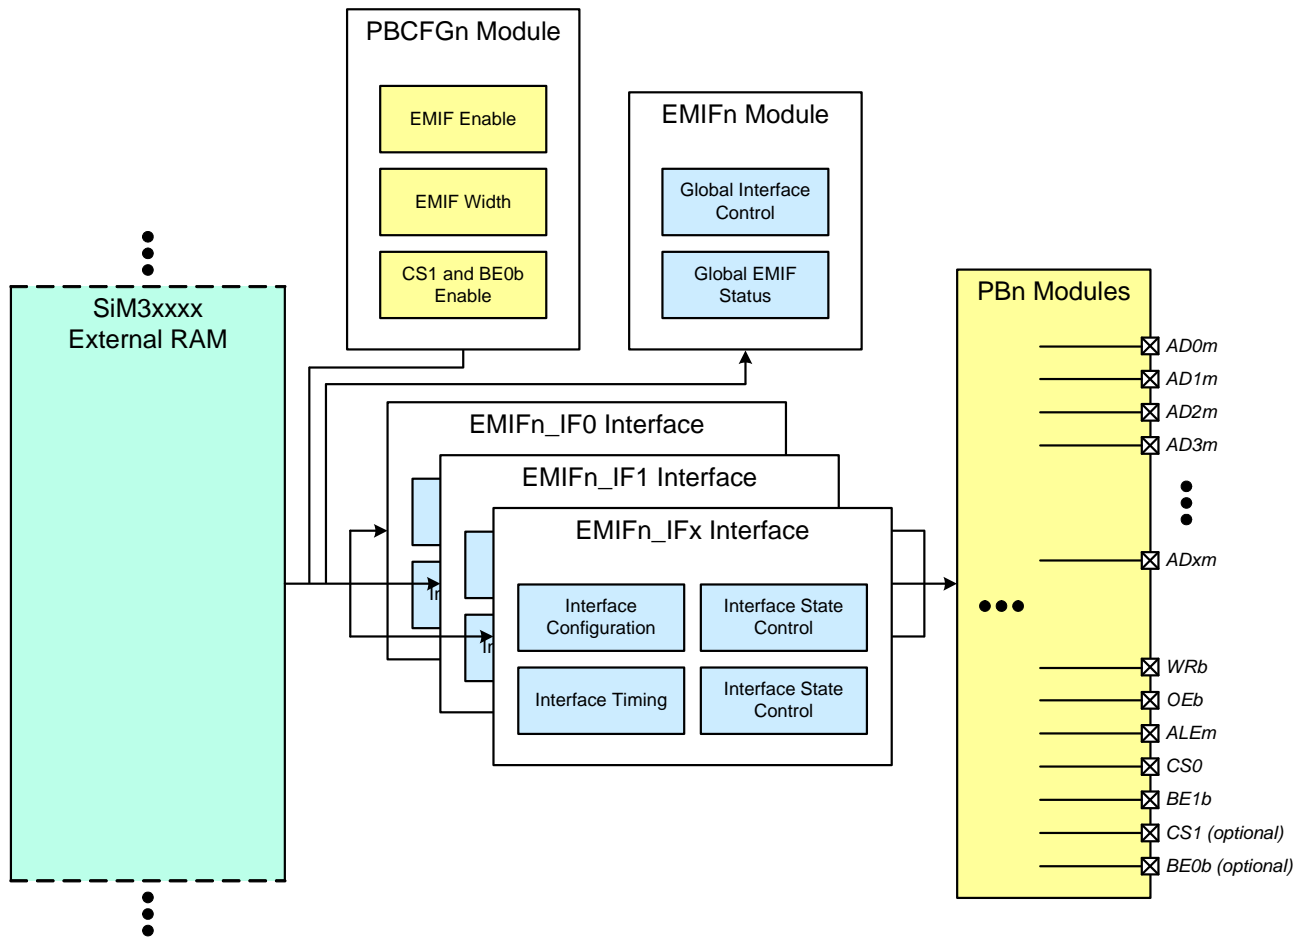 PBCFGn Module
EMIF Enable
EMIF Width
CS1 and BE0b
Enable
EMIFn Module
Global Interface
Control
Global EMIF
Status
SiM3xxxx
External RAM
EMIFn_IF0 Interface
EMIFn_IF1 Interface
EMIFn_IFx Interface
Interface
Configuration
Interface State
Control
Interface Timing
Interface State
Control
PBn Modules
AD0m
AD1m
AD2m
AD3m
ADxm
WRb
OEb
ALEm
CS0
BE1b
CS1 (optional)
BE0b (optional)